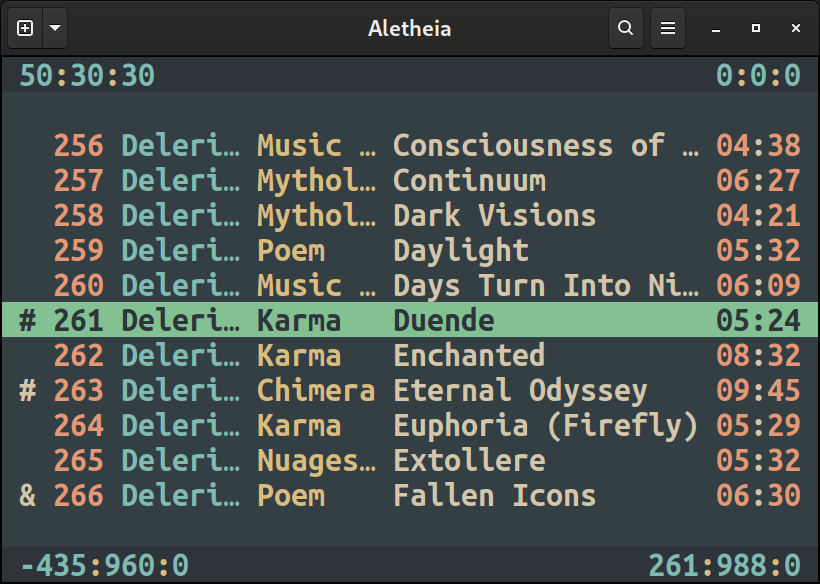 Aletheia
50:30:30 0:0:0
256 Deleri… Music … Consciousness of … 04:38
257 Deleri… Mythol… Continuum 06:27
258 Deleri… Mythol… Dark Visions 04:21
259 Deleri… Poem Daylight 05:32
260 Deleri… Music … Days Turn Into Ni… 06:09
# 261 Deleri… Karma Duende 05:24
262 Deleri… Karma Enchanted 08:32
# 263 Deleri… Chimera Eternal Odyssey 09:45
264 Deleri… Karma Euphoria (Firefly) 05:29
265 Deleri… Nuages… Extollere 05:32
& 266 Deleri… Poem Fallen Icons 06:30
-435:960:0 261:988:0